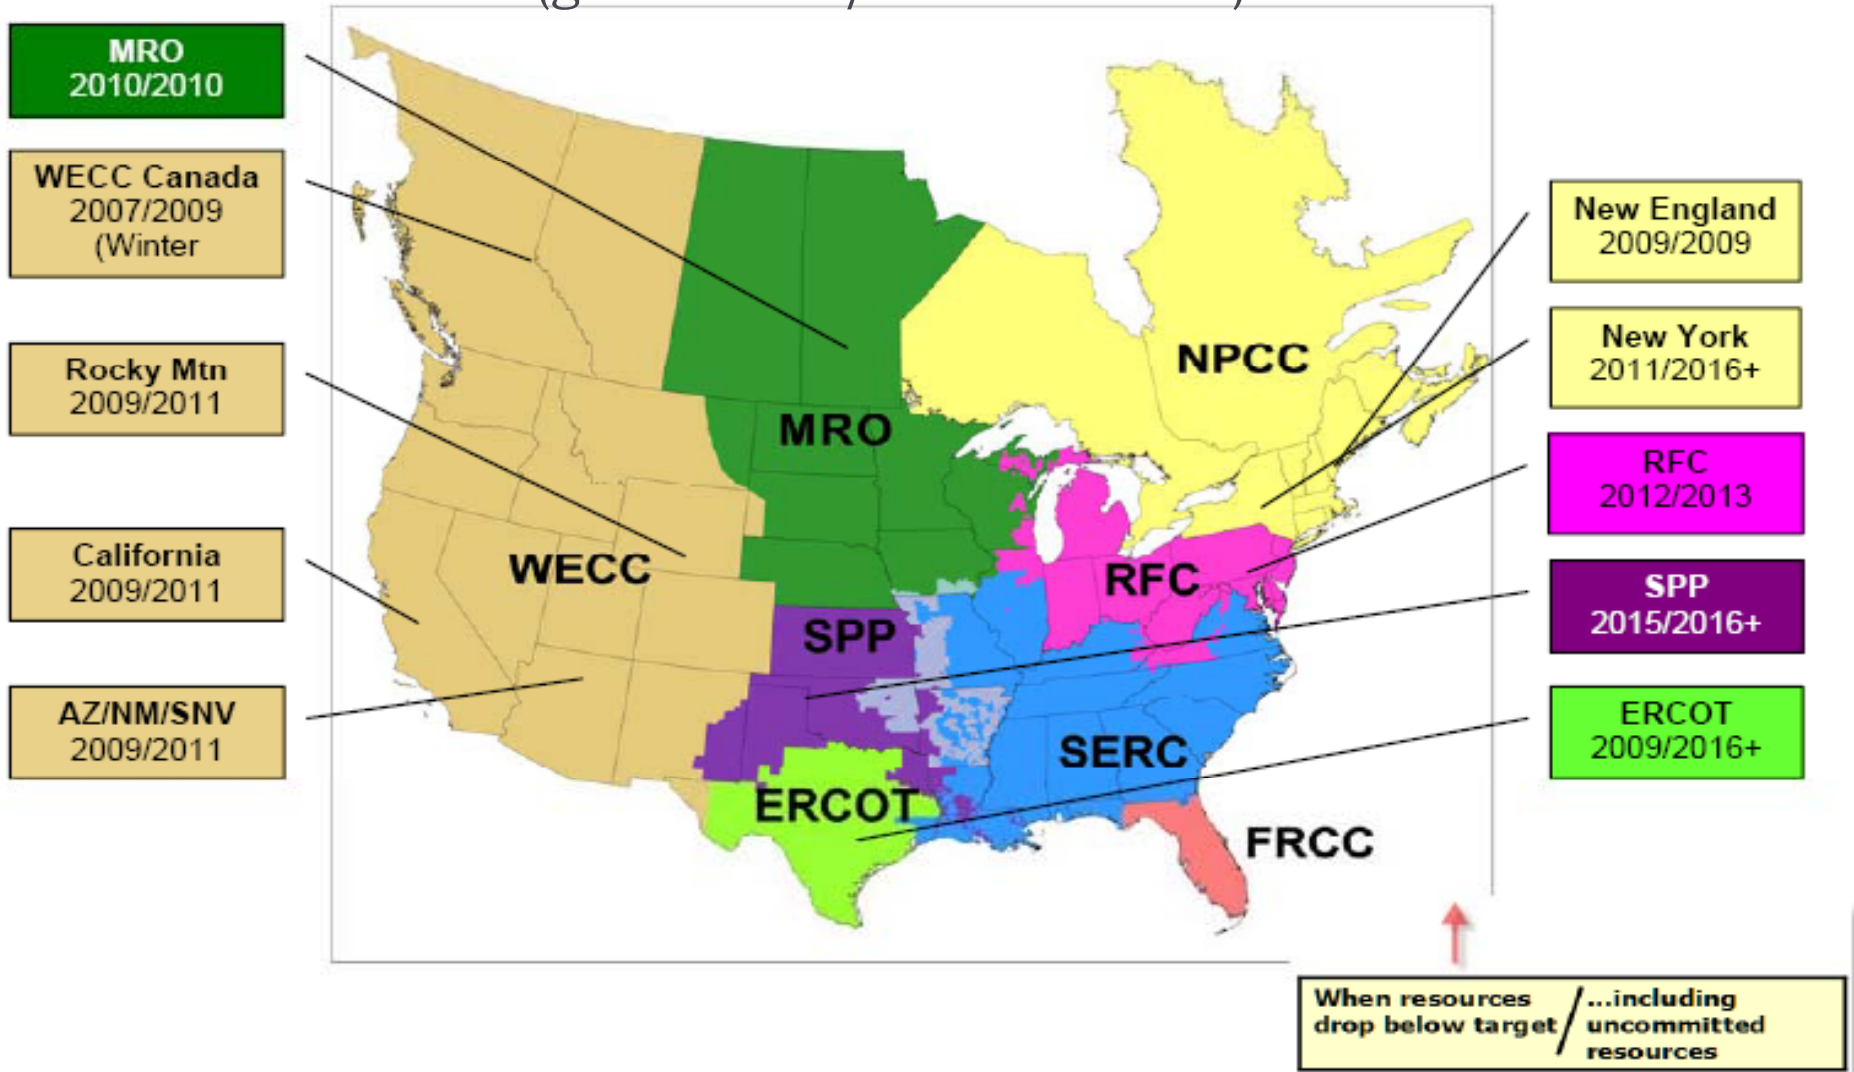 MRO
2010/2010
WECC Canada
2007/2009
(Winter
Rocky Mtn
2009/2011
California
2009/2011
AZ/NM/SNV
2009/2011
NPCC
MRO
WECC
RFC
SPP
SERC
ERCOT
FRCC
New England
2009/2009
New York
2011/2016+
RFC
2012/2013
SPP
2015/2016+
ERCOT
2009/2016+
When resources
drop below target
/
...including
uncommitted
resources